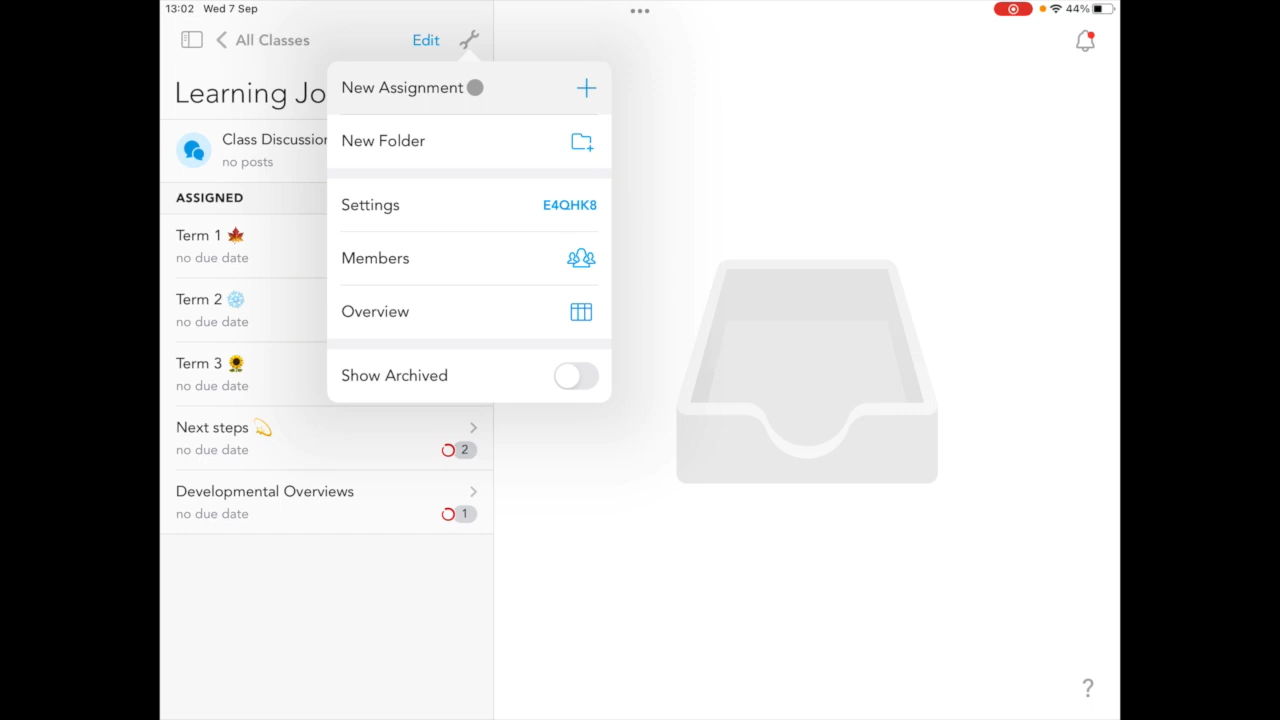 13:02 Wed 7 Sep
44%
All Classes
Edit
Learning Jo
Class Discussion
no posts
ASSIGNED
Term 1 🍁
no due date
Term 2 ❄️
no due date
Term 3 🌻
no due date
Next steps 💫
no due date
2
Developmental Overviews
no due date
1
New Assignment
New Folder
Settings E4QHK8
Members
Overview
Show Archived
?